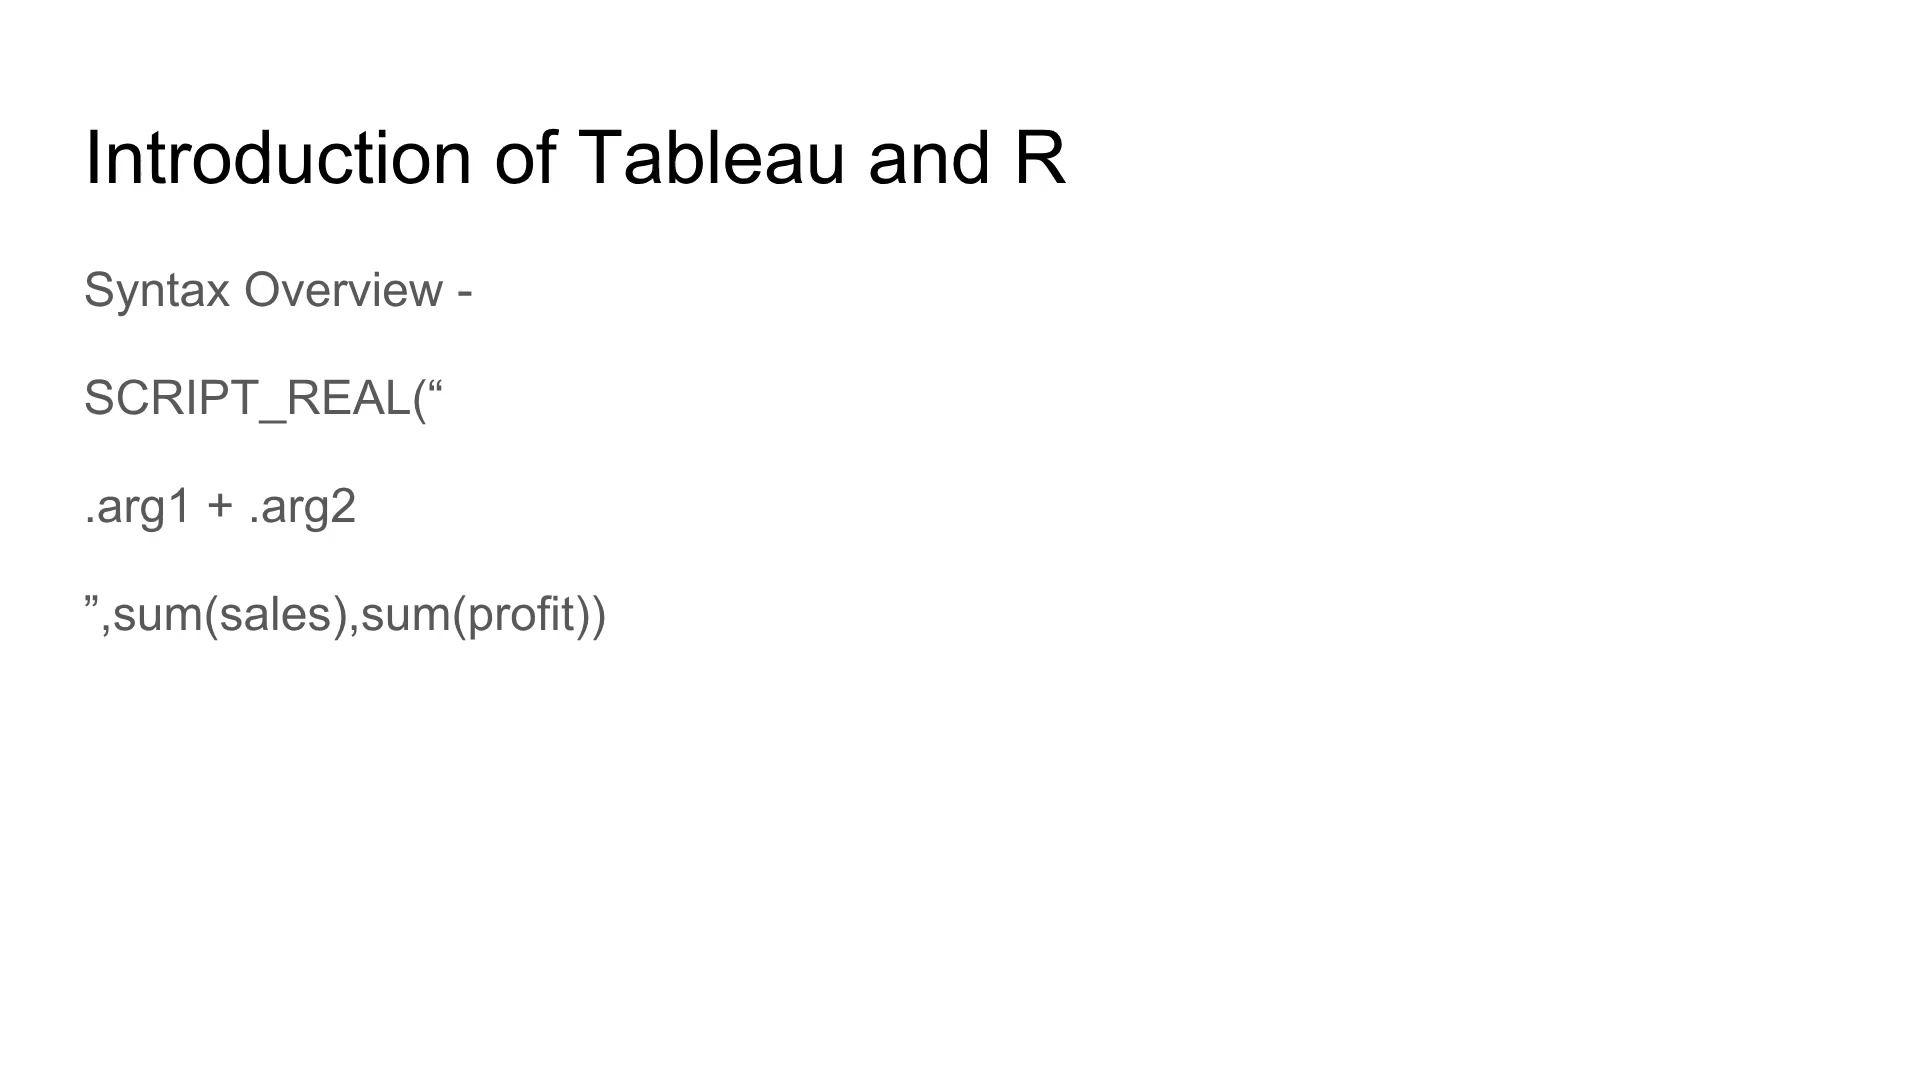 Introduction of Tableau and R
Syntax Overview -
SCRIPT_REAL(“
.arg1 + .arg2
”,sum(sales),sum(profit))